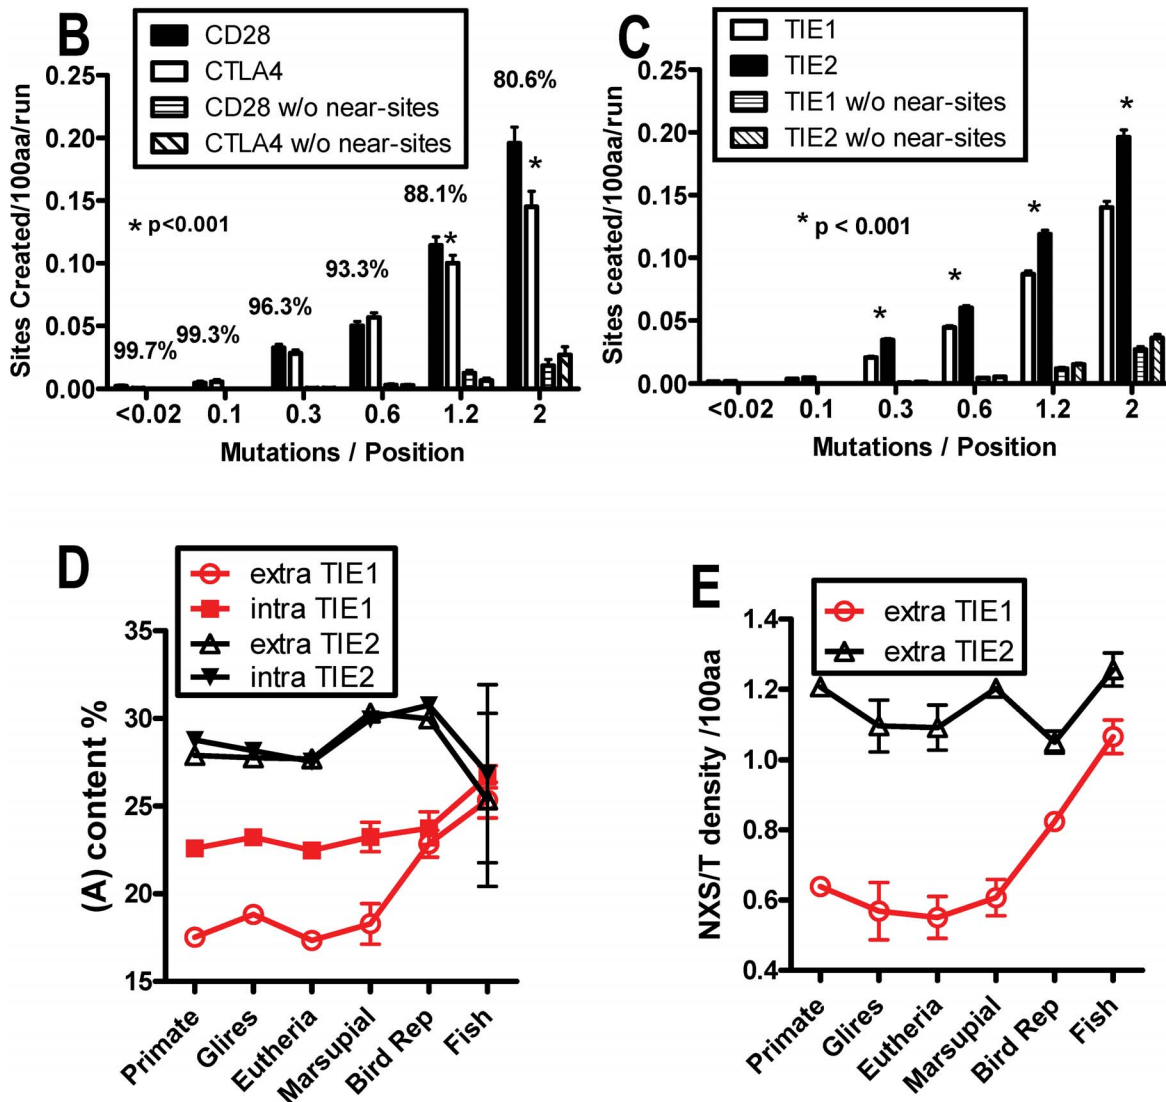 B
CD28
CTLA4
CD28 w/o near-sites
CTLA4 w/o near-sites
Sites Created/100aa/run
0.25
0.20
0.15
0.10
0.05
0.00
* p<0.001
99.7%
99.3%
96.3%
93.3%
88.1%
80.6%
*
*
<0.02
0.1
0.3
0.6
1.2
2
Mutations / Position
C
TIE1
TIE2
TIE1 w/o near-sites
TIE2 w/o near-sites
Sites ceated/100aa/run
0.25
0.20
0.15
0.10
0.05
0.00
* p < 0.001
*
*
*
*
<0.02
0.1
0.3
0.6
1.2
2
Mutations / Position
D
extra TIE1
intra TIE1
extra TIE2
intra TIE2
(A) content %
35
30
25
20
15
Primate
Glires
Eutheria
Marsupial
Bird Rep
Fish
E
extra TIE1
extra TIE2
NXS/T density /100aa
1.4
1.2
1.0
0.8
0.6
0.4
Primate
Glires
Eutheria
Marsupial
Bird Rep
Fish